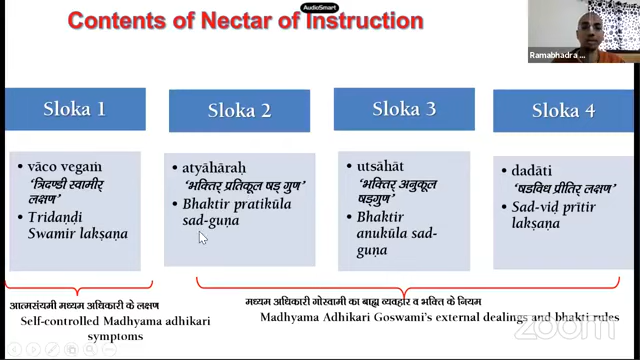 AudioSmart
Contents of Nectar of Instruction
Ramabhadra ...
Sloka 1
Sloka 2
Sloka 3
Sloka 4
• vāco vegaṁ
"त्रिदण्डी स्वामीर्
लक्षण"
• Tridaṇḍi
Swamir lakṣaṇa
• atyāhāraḥ
"भक्तिर् प्रतिकूल षड् गुण"
• Bhaktir pratikūla
sad-guṇa
• utsāhāt
"भक्तिर् अनुकूल
षड्गुण"
• Bhaktir
anukula sad-
guṇa
• dadāti
"षडविध प्रीतिर् लक्षण"
• Sad-viḍ prītir
lakṣaṇa
आत्मसंयमी मध्यम अधिकारी के लक्षण
Self-controlled Madhyama adhikari
symptoms
मध्यम अधिकारी गोस्वामी का बाह्य व्यवहार व भक्ति के नियम
Madhyama Adhikari Goswami's external dealings and bhakti rules
zoom